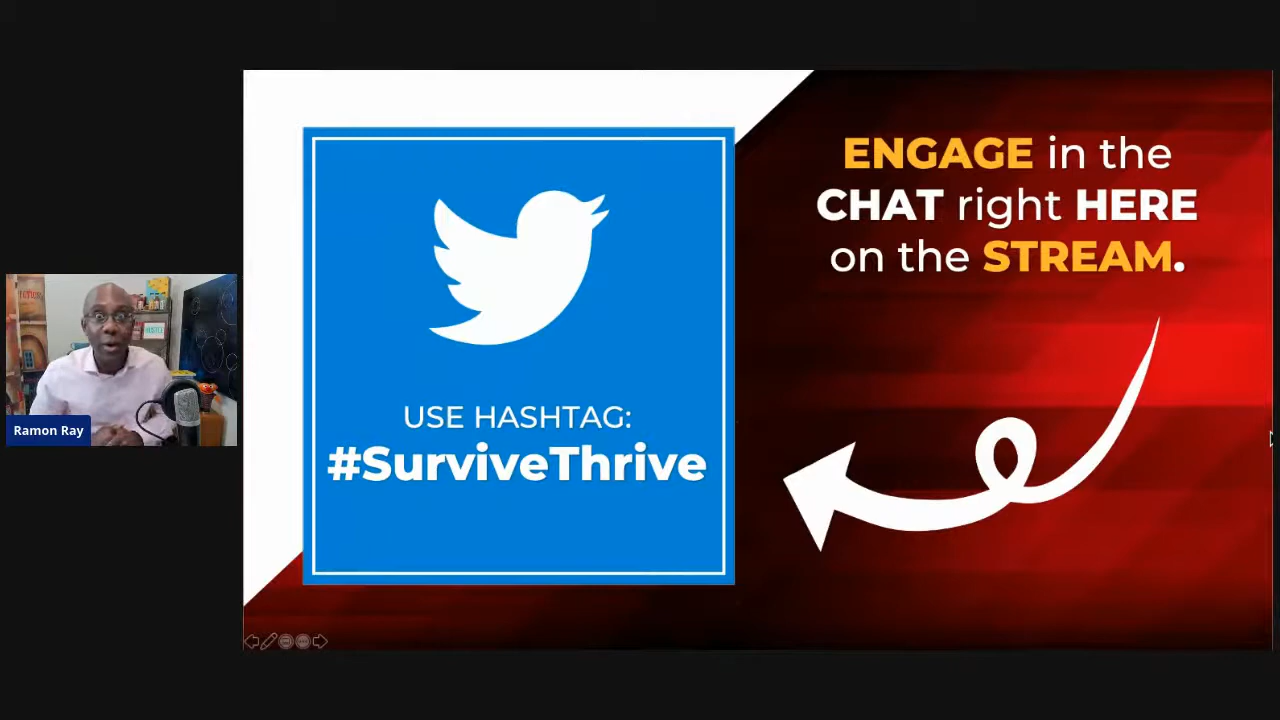 ENGAGE in the
CHAT right HERE
on the STREAM.
USE HASHTAG:
#SurviveThrive
Ramon Ray